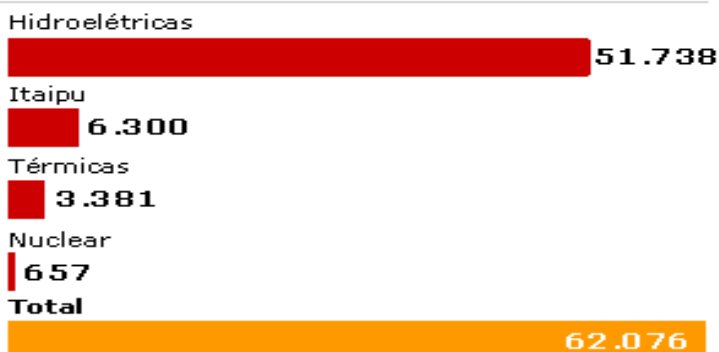 Hidroelétricas
51.738
Itaipu
6.300
Térmicas
3.381
Nuclear
657
Total
62.076